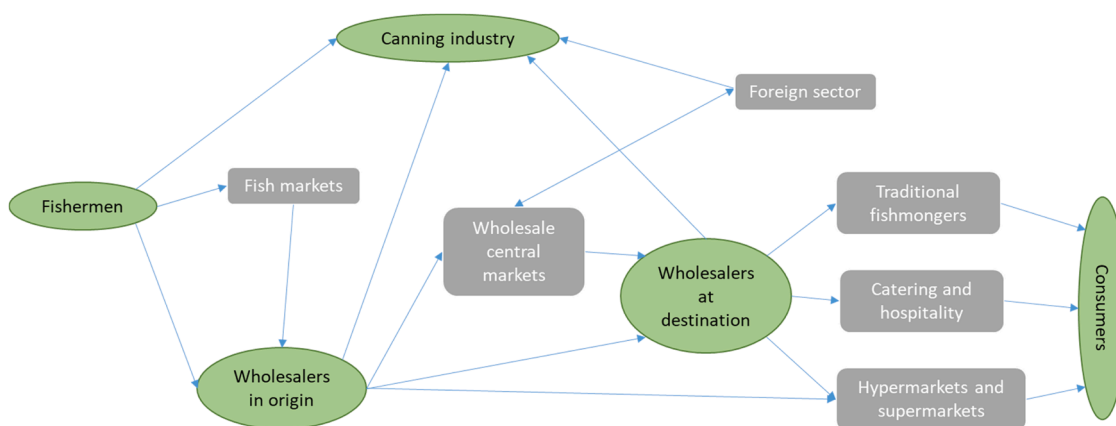 Canning industry
Foreign sector
Fish markets
Fishermen
Traditional
fishmongers
Wholesale
central
markets
Wholesalers
at
destination
Catering and
hospitality
Consumers
Wholesalers
in origin
Hypermarkets and
supermarkets